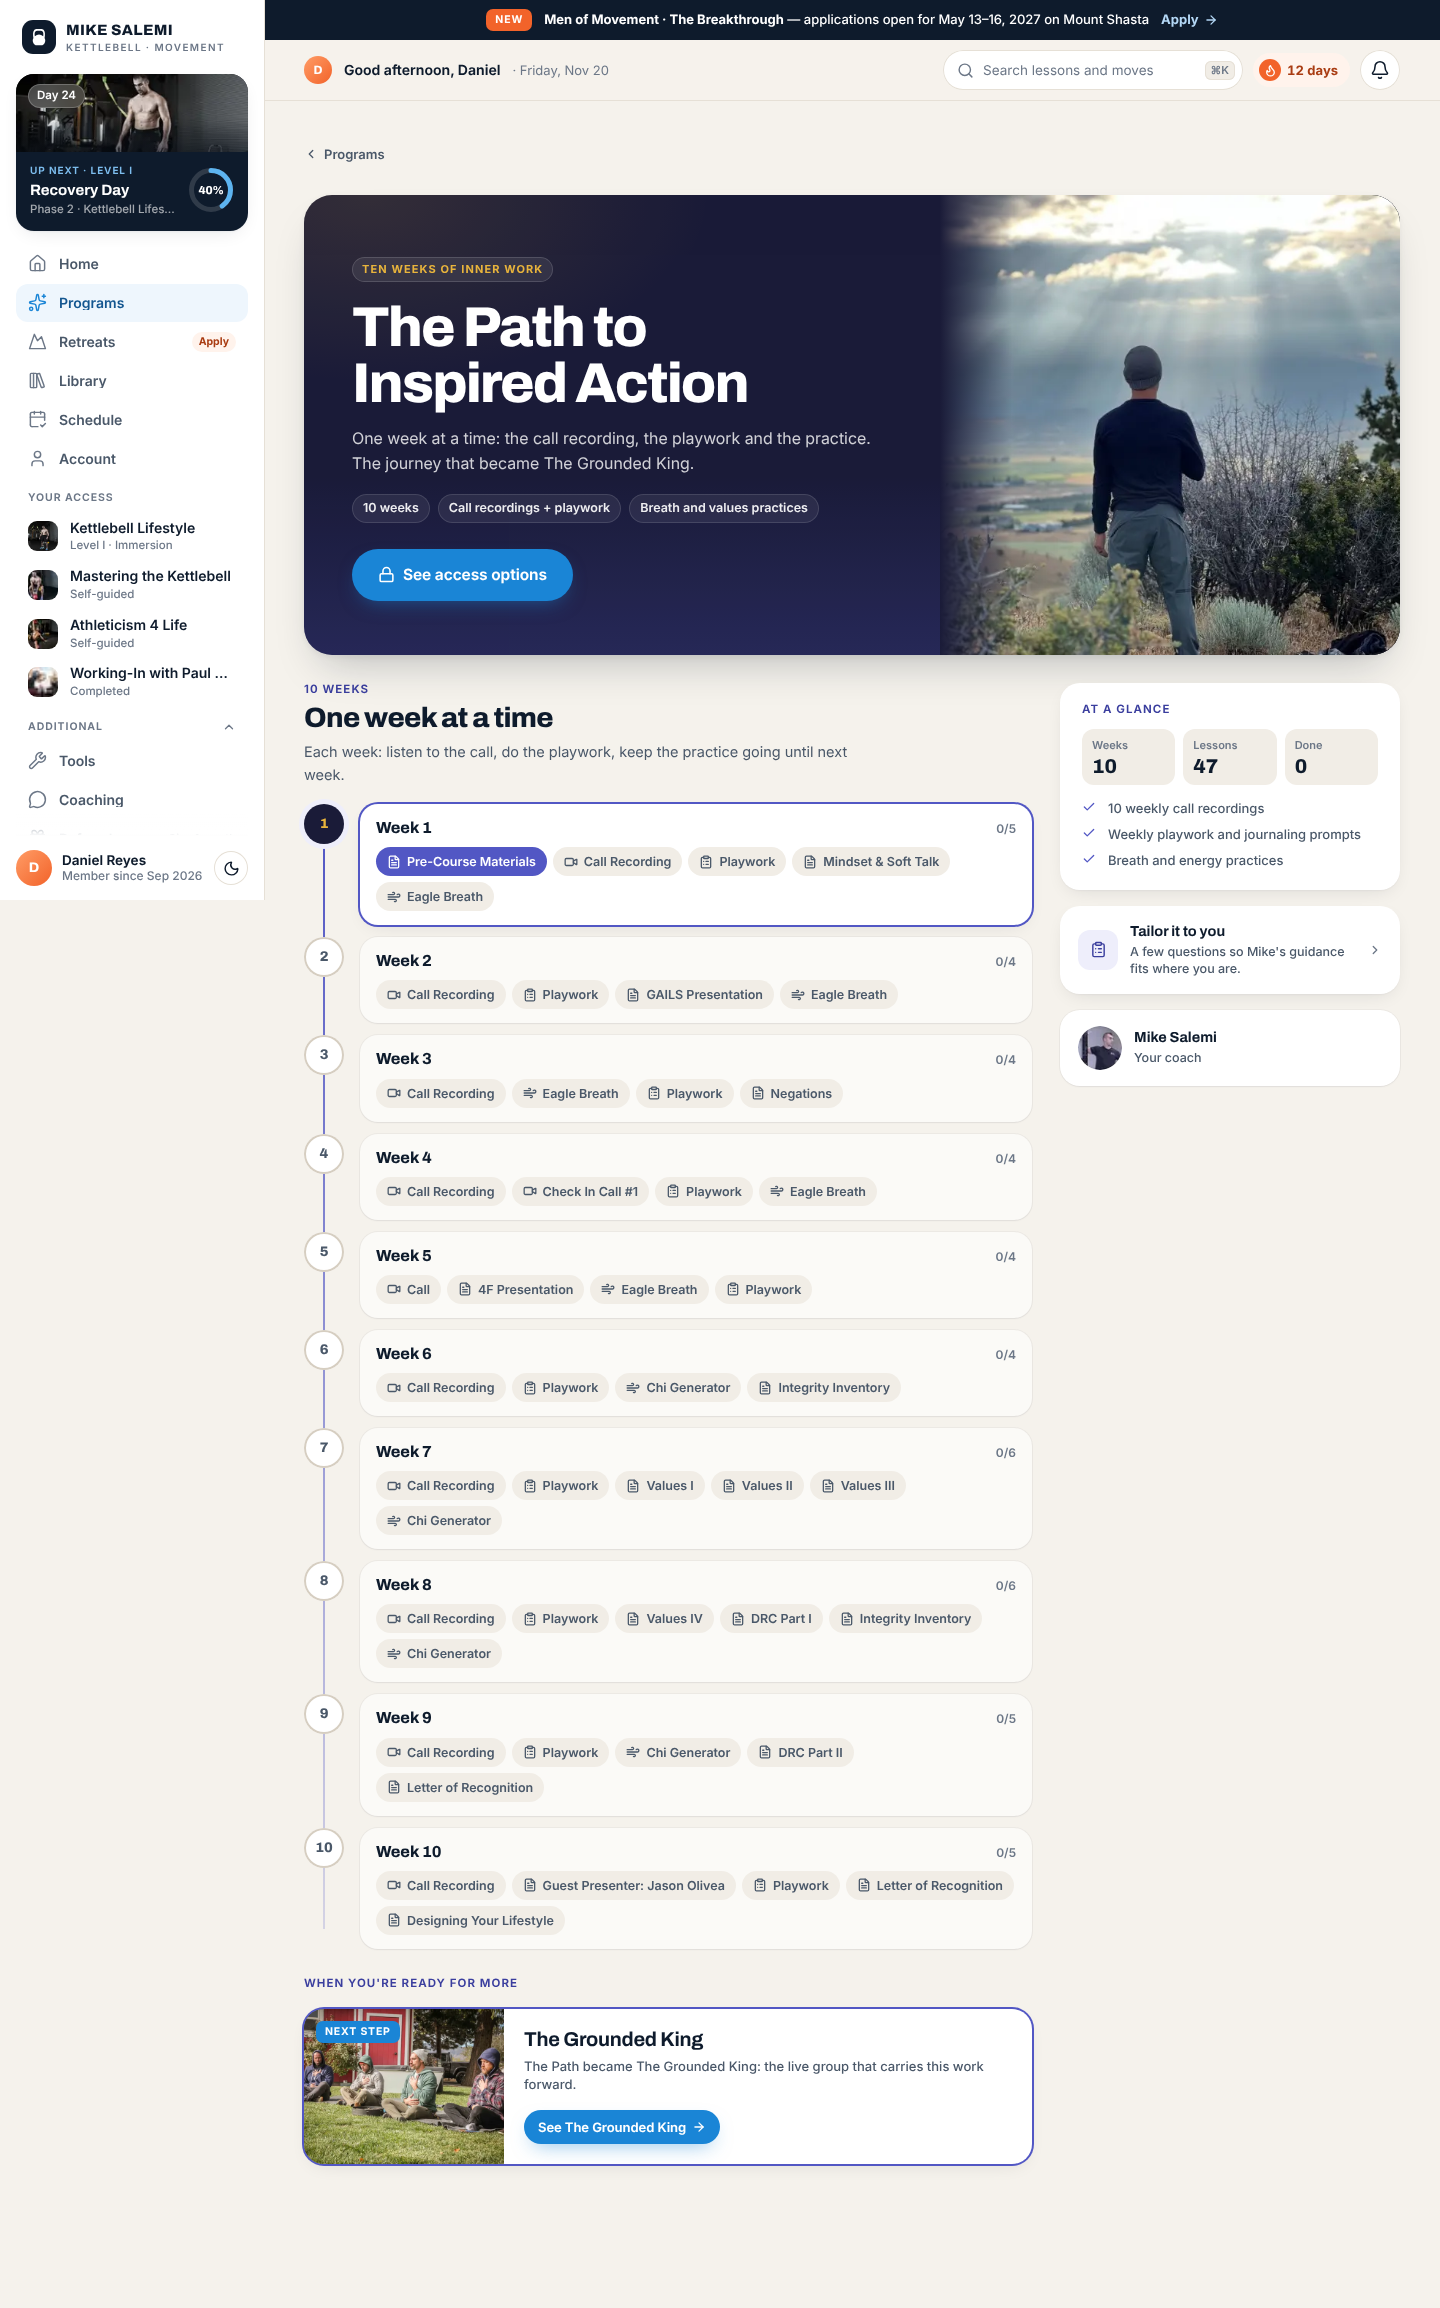 MIKE SALEMI
KETTLEBELL · MOVEMENT
Day 24
UP NEXT · LEVEL I
Recovery Day
Phase 2 · Kettlebell Lifes...
40%
Home
Programs
Retreats
Apply
Library
Schedule
Account
YOUR ACCESS
Kettlebell Lifestyle
Level I · Immersion
Mastering the Kettlebell
Self-guided
Athleticism 4 Life
Self-guided
Working-In with Paul ...
Completed
ADDITIONAL
Tools
Coaching
D
Daniel Reyes
Member since Sep 2026
NEW Men of Movement · The Breakthrough — applications open for May 13–16, 2027 on Mount Shasta Apply →
D Good afternoon, Daniel · Friday, Nov 20
Search lessons and moves ⌘K
12 days
Programs
TEN WEEKS OF INNER WORK
The Path to
Inspired Action
One week at a time: the call recording, the playwork and the practice.
The journey that became The Grounded King.
10 weeks Call recordings + playwork Breath and values practices
See access options
10 WEEKS
One week at a time
Each week: listen to the call, do the playwork, keep the practice going until next
week.
1 Week 1 0/5
Pre-Course Materials Call Recording Playwork Mindset & Soft Talk
Eagle Breath
2 Week 2 0/4
Call Recording Playwork GAILS Presentation Eagle Breath
3 Week 3 0/4
Call Recording Eagle Breath Playwork Negations
4 Week 4 0/4
Call Recording Check In Call #1 Playwork Eagle Breath
5 Week 5 0/4
Call 4F Presentation Eagle Breath Playwork
6 Week 6 0/4
Call Recording Playwork Chi Generator Integrity Inventory
7 Week 7 0/6
Call Recording Playwork Values I Values II Values III
Chi Generator
8 Week 8 0/6
Call Recording Playwork Values IV DRC Part I Integrity Inventory
Chi Generator
9 Week 9 0/5
Call Recording Playwork Chi Generator DRC Part II
Letter of Recognition
10 Week 10 0/5
Call Recording Guest Presenter: Jason Olivea Playwork Letter of Recognition
Designing Your Lifestyle
AT A GLANCE
Weeks Lessons Done
10 47 0
10 weekly call recordings
Weekly playwork and journaling prompts
Breath and energy practices
Tailor it to you
A few questions so Mike's guidance
fits where you are.
Mike Salemi
Your coach
WHEN YOU'RE READY FOR MORE
NEXT STEP
The Grounded King
The Path became The Grounded King: the live group that carries this work
forward.
See The Grounded King →